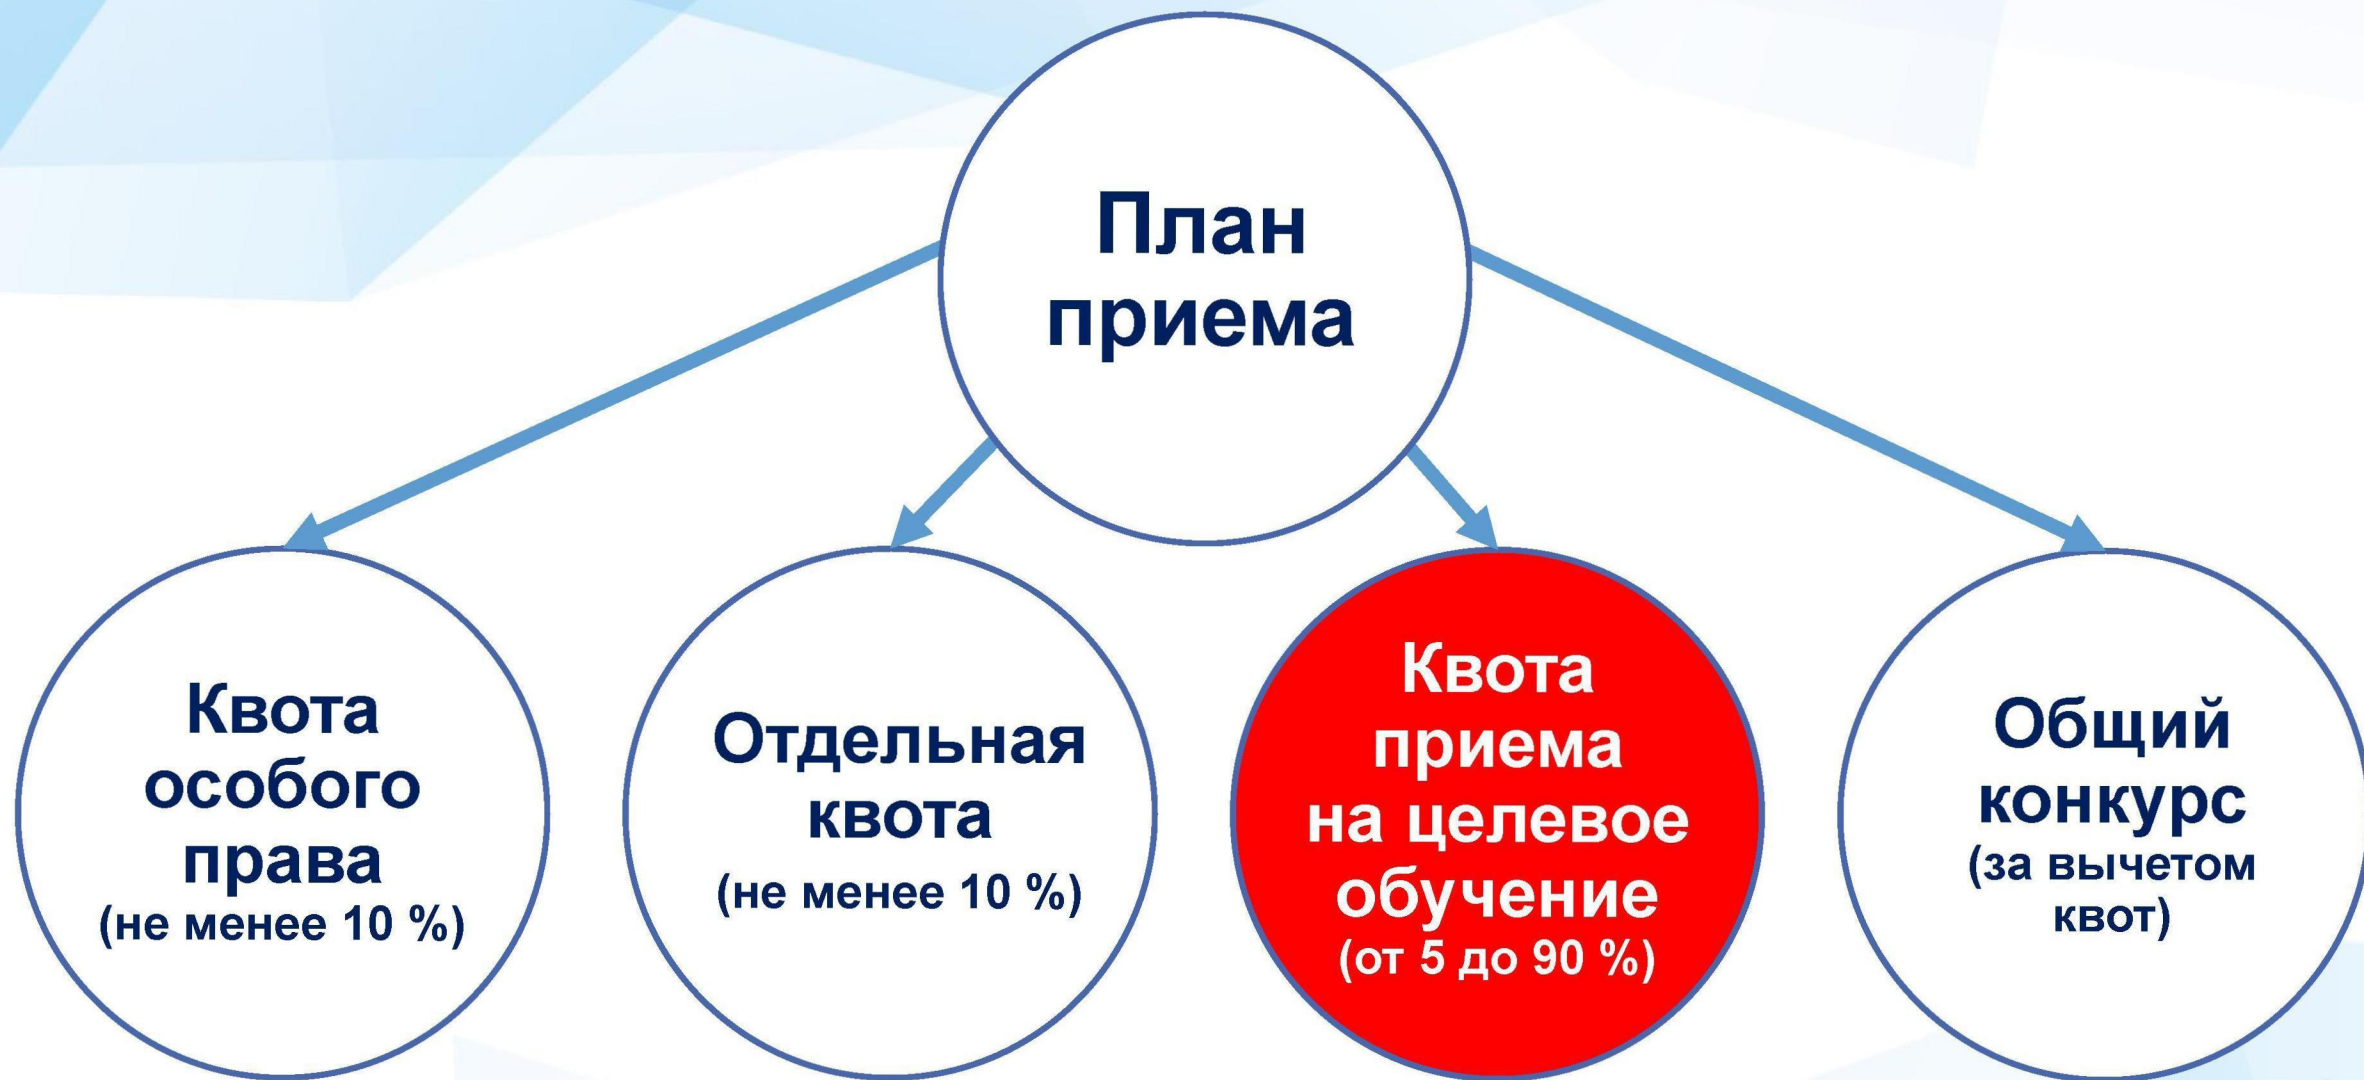 План
приема
Квота
особого
права
(не менее 10 %)
Отдельная
квота
(не менее 10 %)
Квота
приема
на целевое
обучение
(от 5 до 90 %)
Общий
конкурс
(за вычетом
квот)